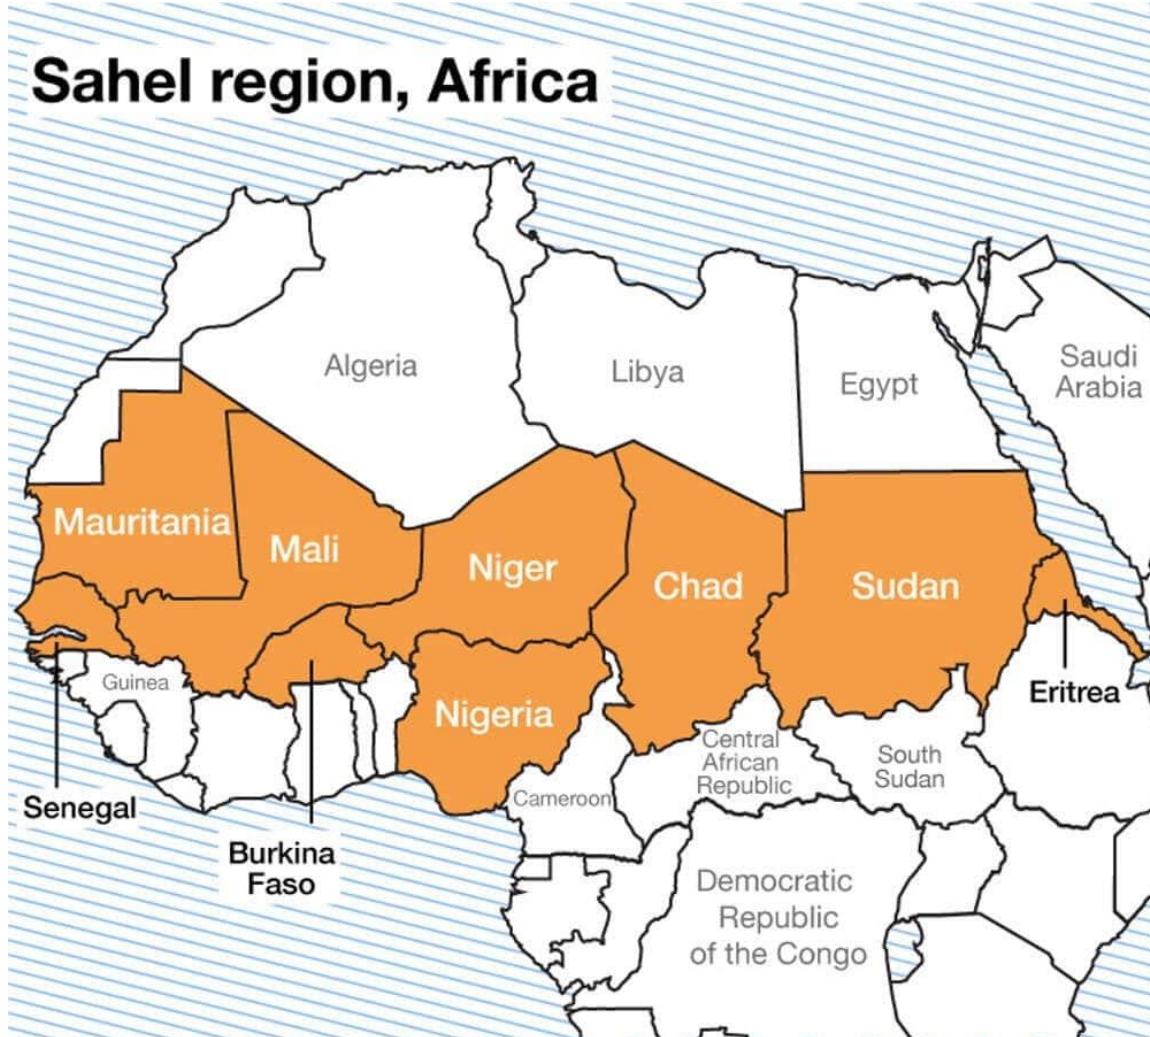 Sahel region, Africa
Algeria
Libya
Egypt
Saudi
Arabia
Mauritania
Mali
Niger
Chad
Sudan
Guinea
Eritrea
Nigeria
Central
African
Republic
South
Sudan
Cameroon
Senegal
Burkina
Faso
Democratic
Republic
of the Congo